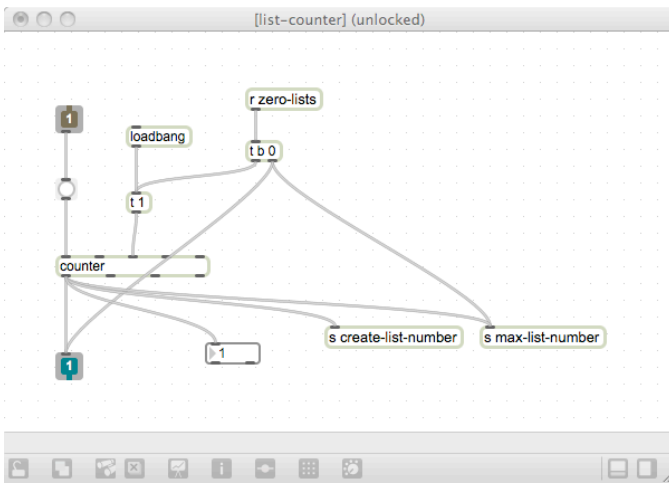 [list-counter] (unlocked)
1
r zero-lists
loadbang
t b 0
t 1
counter
s create-list-number
s max-list-number
1
1